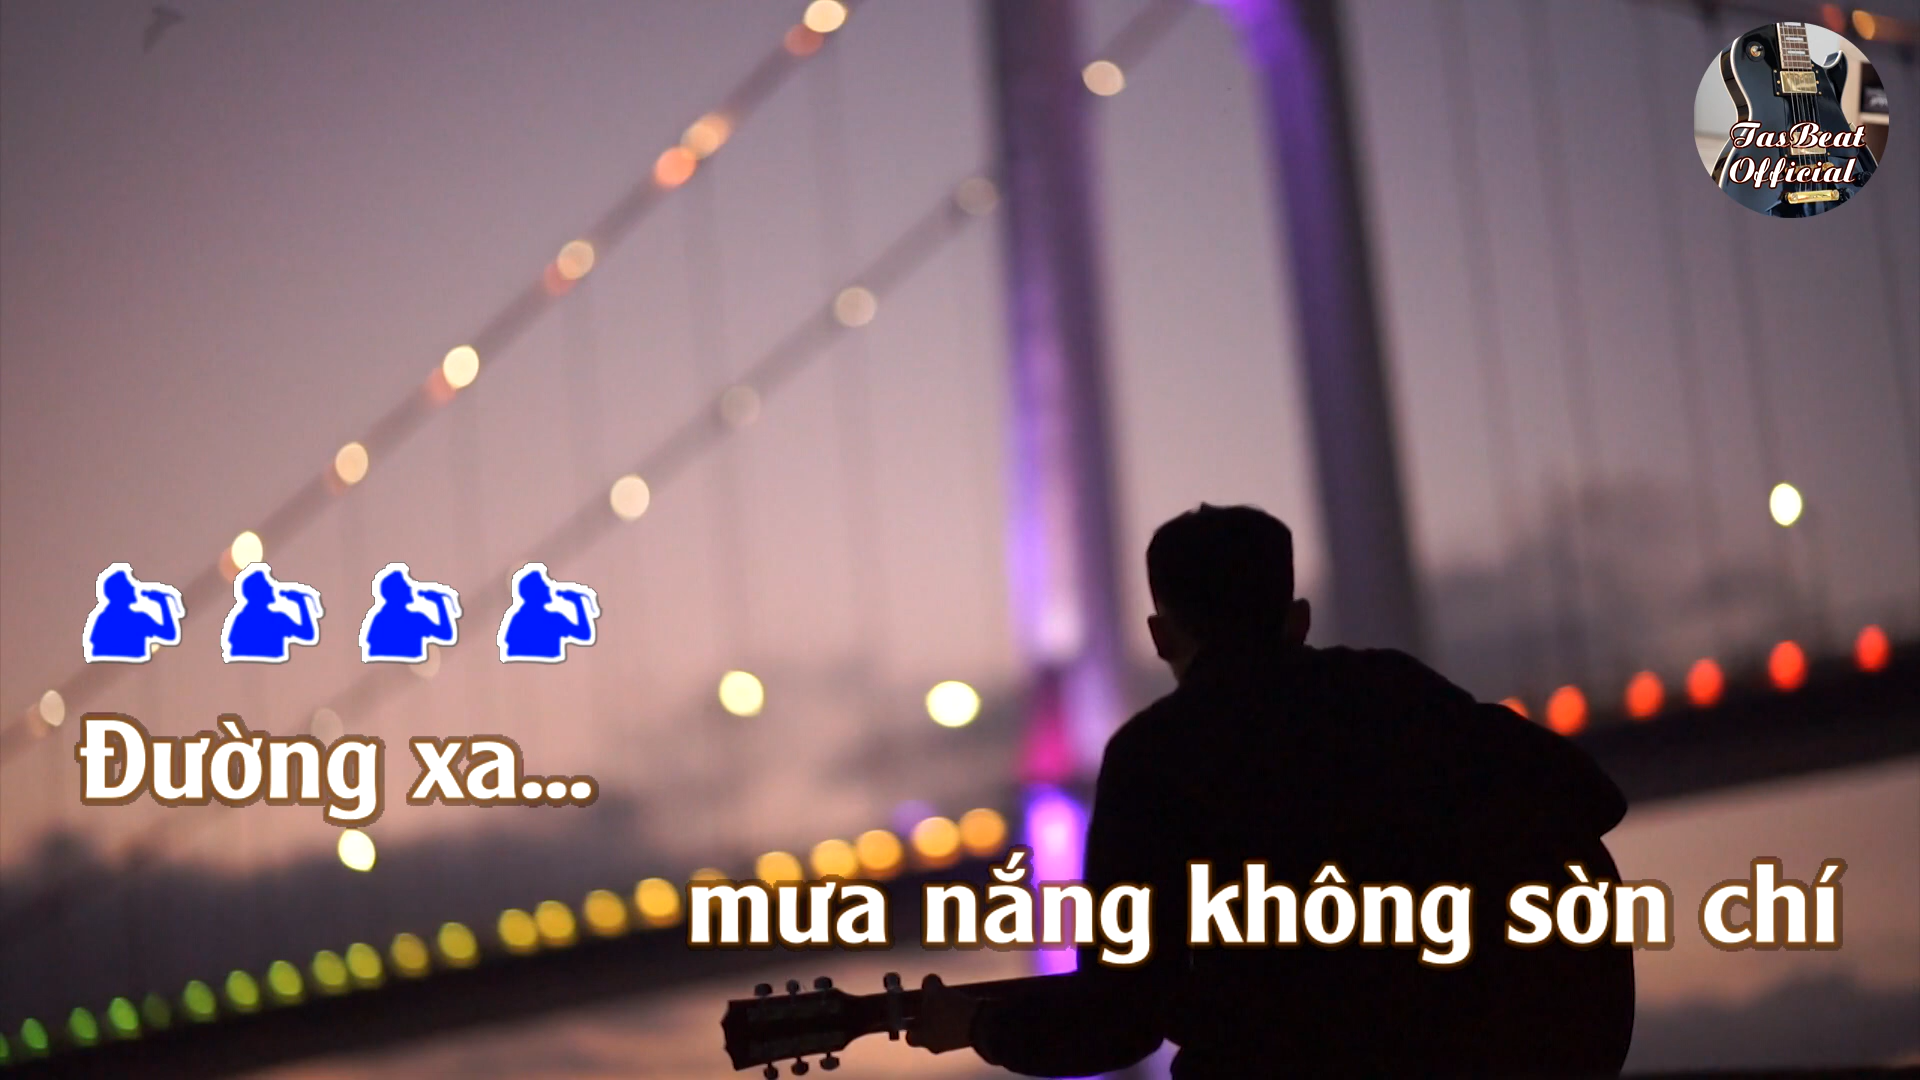 TasBeat
Official
Đường xa...
mưa nắng không sờn chí